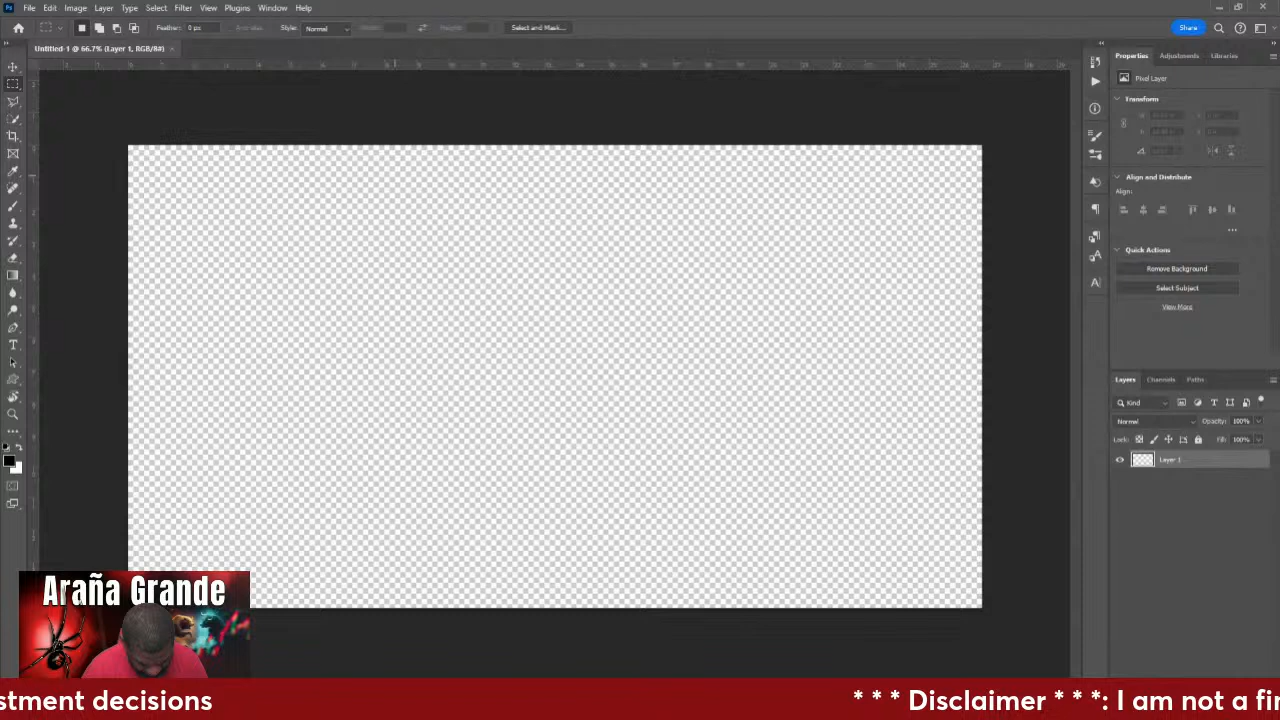 Ps File Edit Image Layer Type Select Filter View Plugins Window Help
Feather: 0 px Style: Normal Select and Mask... Share
Untitled-1 @ 66.7% (Layer 1, RGB/8#) ×
Properties Adjustments Libraries
Pixel Layer
Transform
Align and Distribute
Align:
Quick Actions
Remove Background
Select Subject
View More
Layers Channels Paths
Kind
Normal Opacity: 100%
Lock: Fill: 100%
Layer 1
Araña Grande
stment decisions * * * Disclaimer * * *: I am not a fi